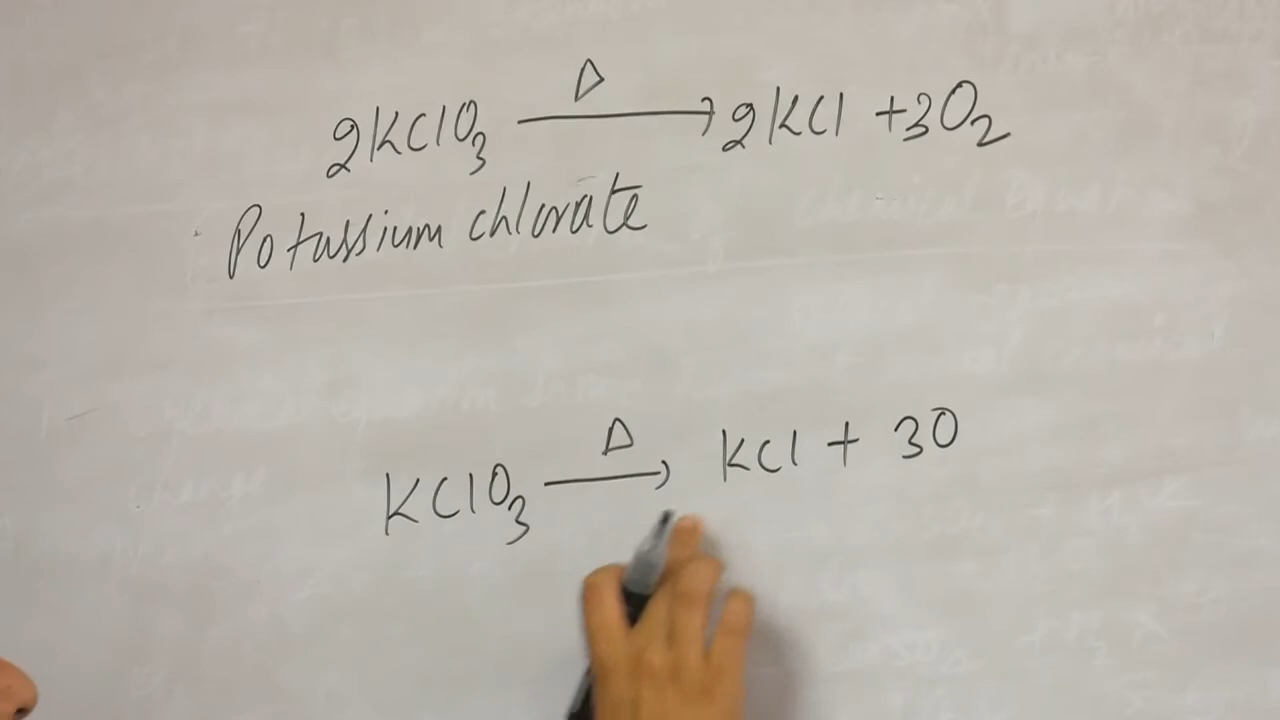 2KClO₃ —Δ→ 2KCl + 3O₂
Potassium chlorate
KClO₃ —Δ→ KCl + 3O